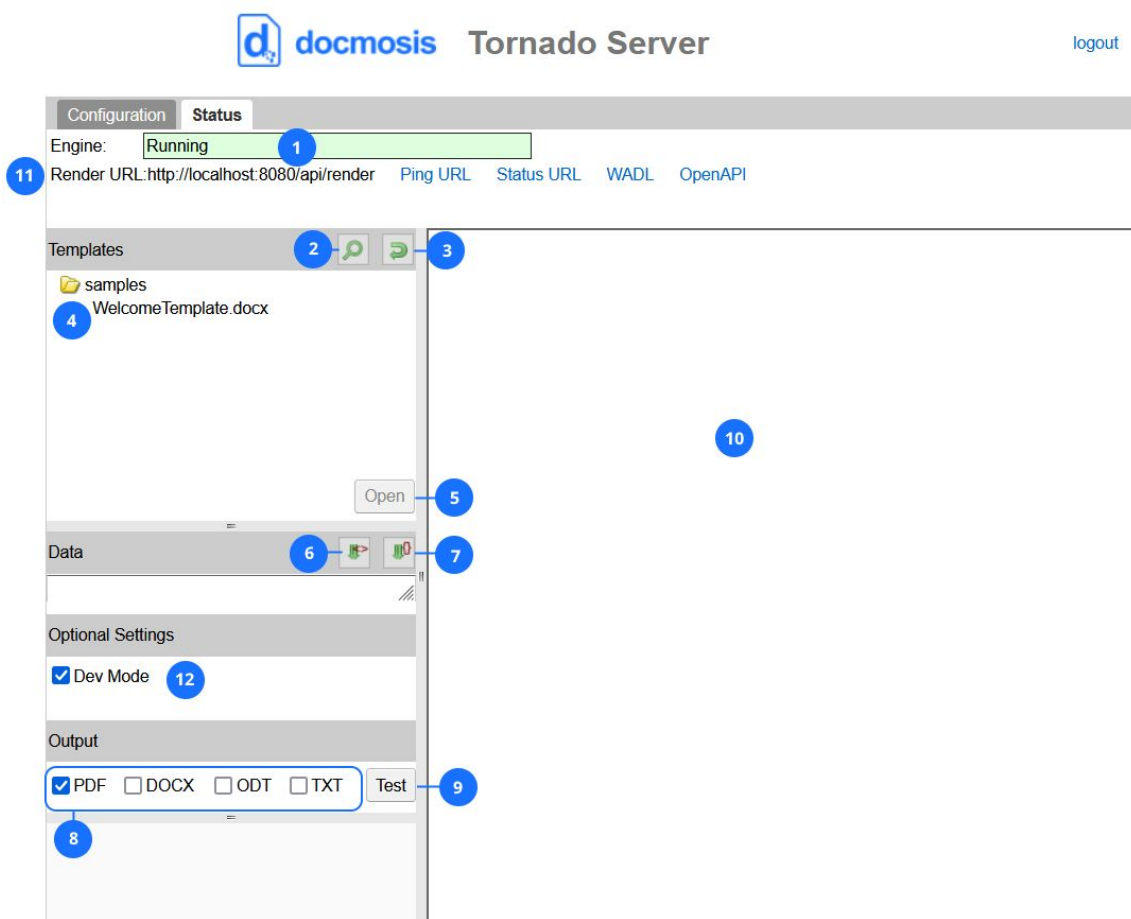 docmosis Tornado Server
logout
Configuration Status
Engine: Running 1
11 Render URL:http://localhost:8080/api/render Ping URL Status URL WADL OpenAPI
Templates 2 3
samples
4 WelcomeTemplate.docx
10
Open 5
Data 6 7
Optional Settings
Dev Mode 12
Output
PDF DOCX ODT TXT Test 9
8